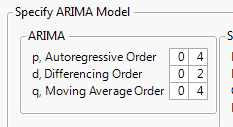 Specify ARIMA Model
ARIMA
p, Autoregressive Order 0 4
d, Differencing Order 0 2
q, Moving Average Order 0 4